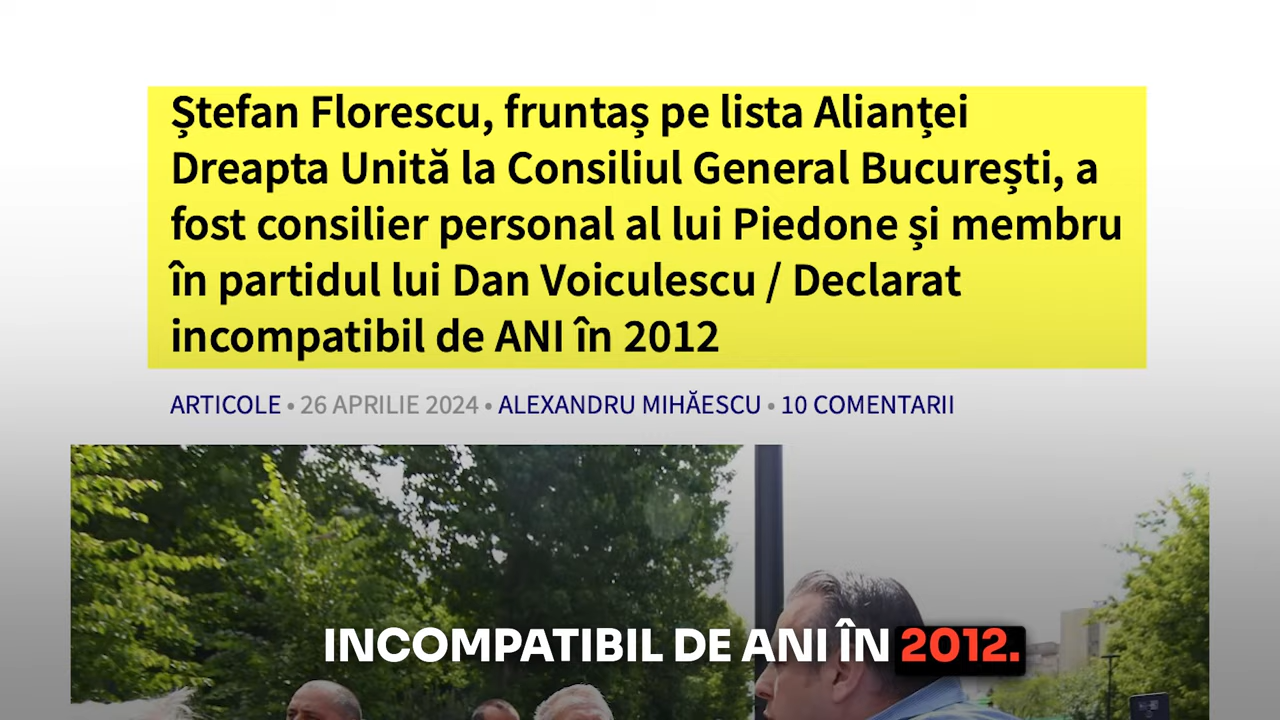 Ștefan Florescu, fruntaș pe lista Alianței
Dreapta Unită la Consiliul General București, a
fost consilier personal al lui Piedone și membru
în partidul lui Dan Voiculescu / Declarat
incompatibil de ANI în 2012
ARTICOLE • 26 APRILIE 2024 • ALEXANDRU MIHĂESCU • 10 COMENTARII
INCOMPATIBIL DE ANI ÎN 2012.